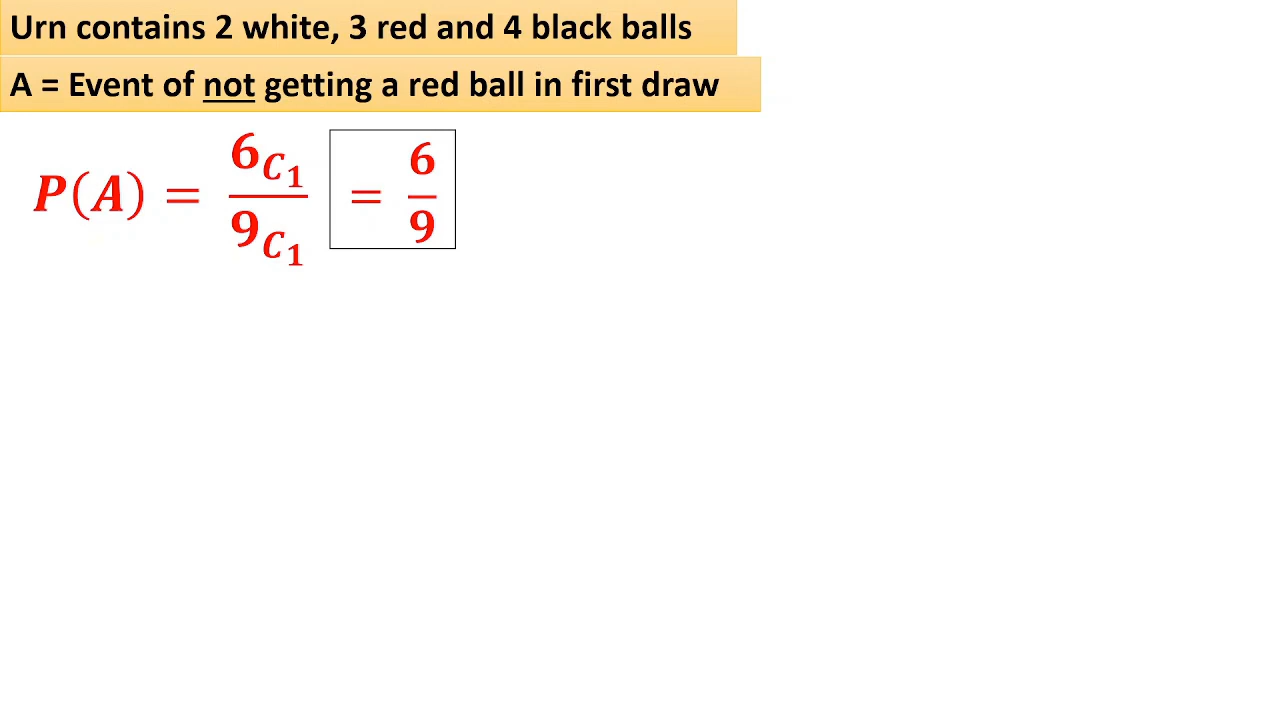 Urn contains 2 white, 3 red and 4 black balls
A = Event of not getting a red ball in first draw
P(A) = 6C1/9C1 = 6/9